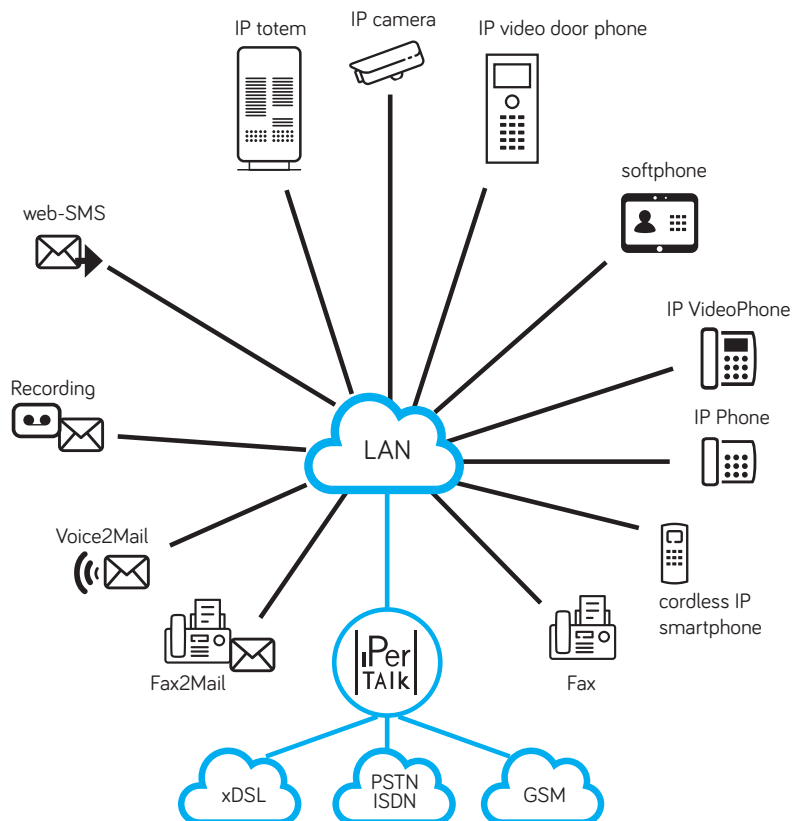 IP totem
IP camera
IP video door phone
softphone
web-SMS
IP VideoPhone
Recording
IP Phone
LAN
Voice2Mail
cordless IP
smartphone
Fax2Mail
iPer
TAlk
Fax
xDSL
PSTN
ISDN
GSM